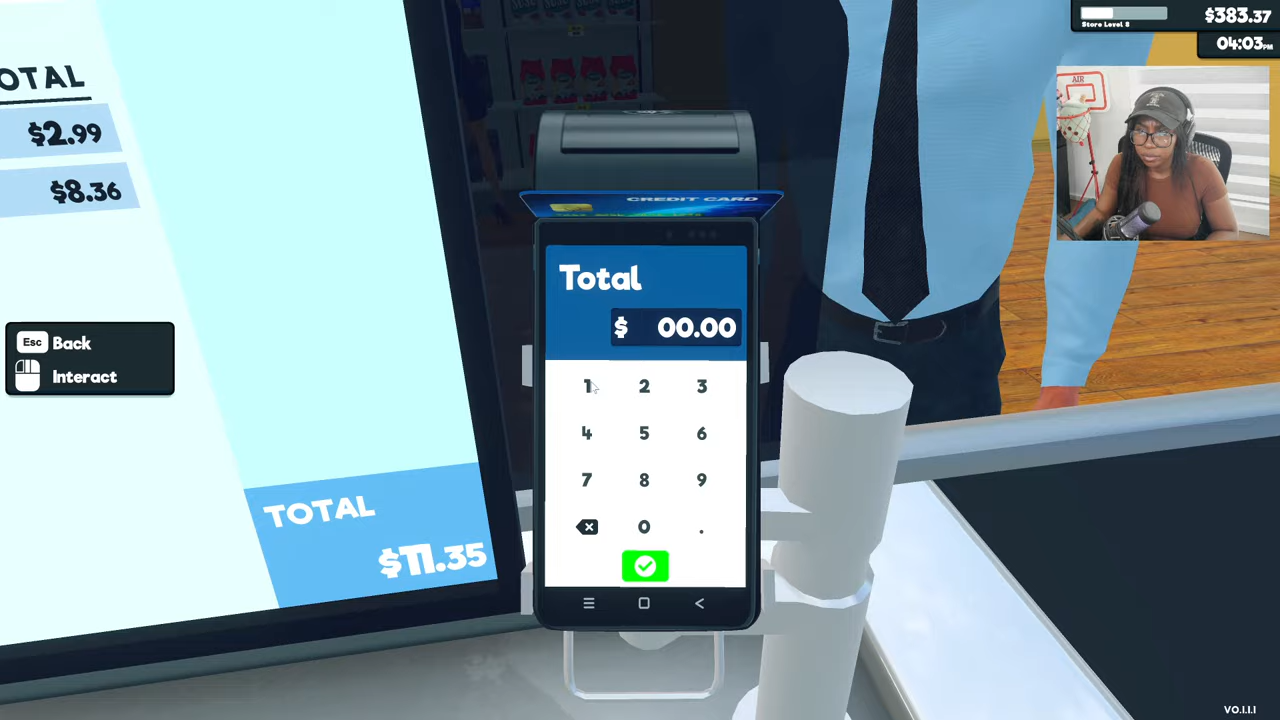 OTAL
$2.99
$8.36
TOTAL
$11.35
Esc Back
Interact
CREDIT CARD
Total
$ 00.00
1 2 3
4 5 6
7 8 9
0 .
Store Level 8
$383.37
04:03PM
AIR
V0.1.1.1